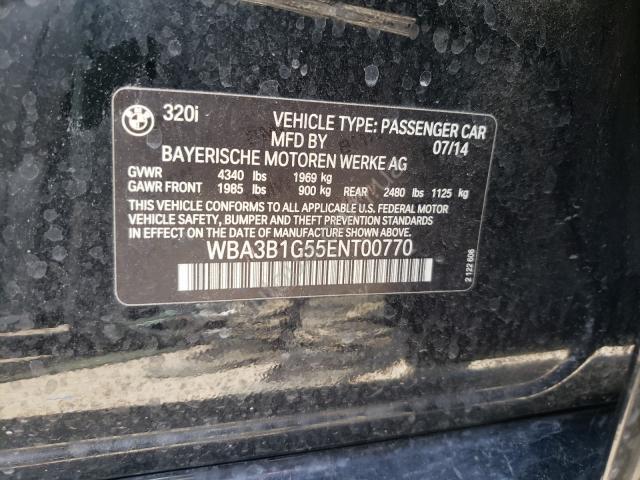 320i
VEHICLE TYPE: PASSENGER CAR
MFD BY 07/14
BAYERISCHE MOTOREN WERKE AG
GVWR 4340 lbs 1969 kg
GAWR FRONT 1985 lbs 900 kg REAR 2480 lbs 1125 kg
THIS VEHICLE CONFORMS TO ALL APPLICABLE U.S. FEDERAL MOTOR
VEHICLE SAFETY, BUMPER AND THEFT PREVENTION STANDARDS IN
EFFECT ON THE DATE OF MANUFACTURE SHOWN ABOVE.
WBA3B1G55ENT00770
2 122 606